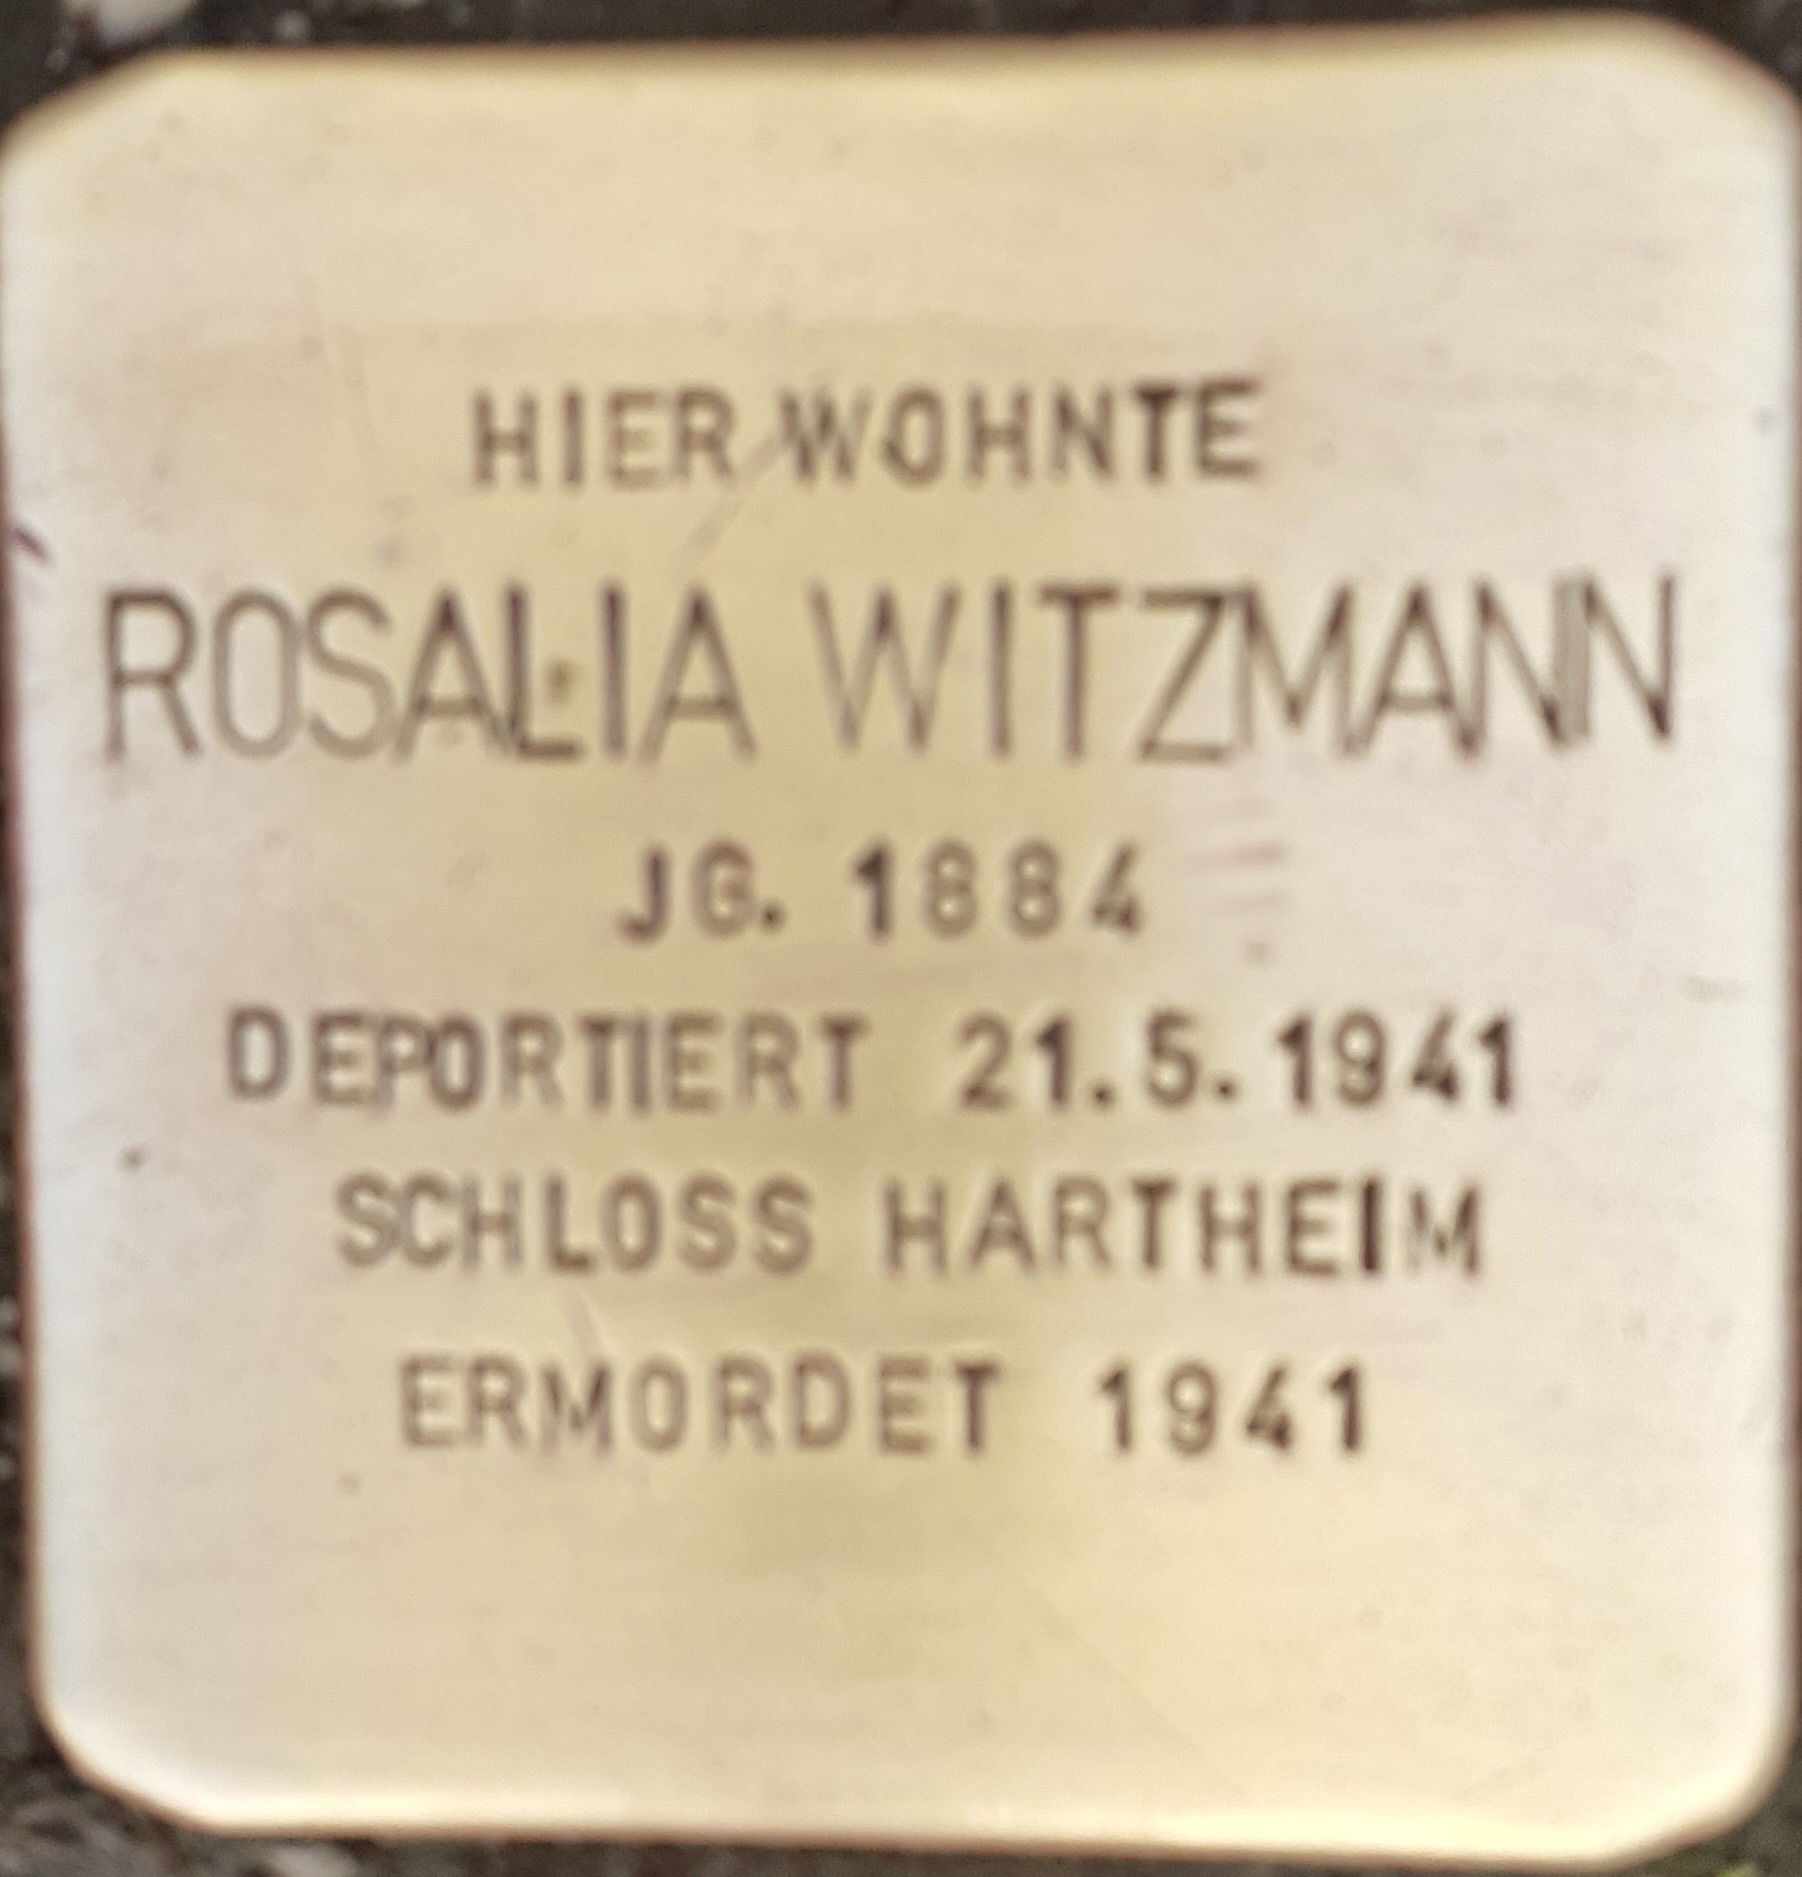 HIER WOHNTE
ROSALIA WITZMANN
JG. 1884
DEPORTIERT 21.5.1941
SCHLOSS HARTHEIM
ERMORDET 1941